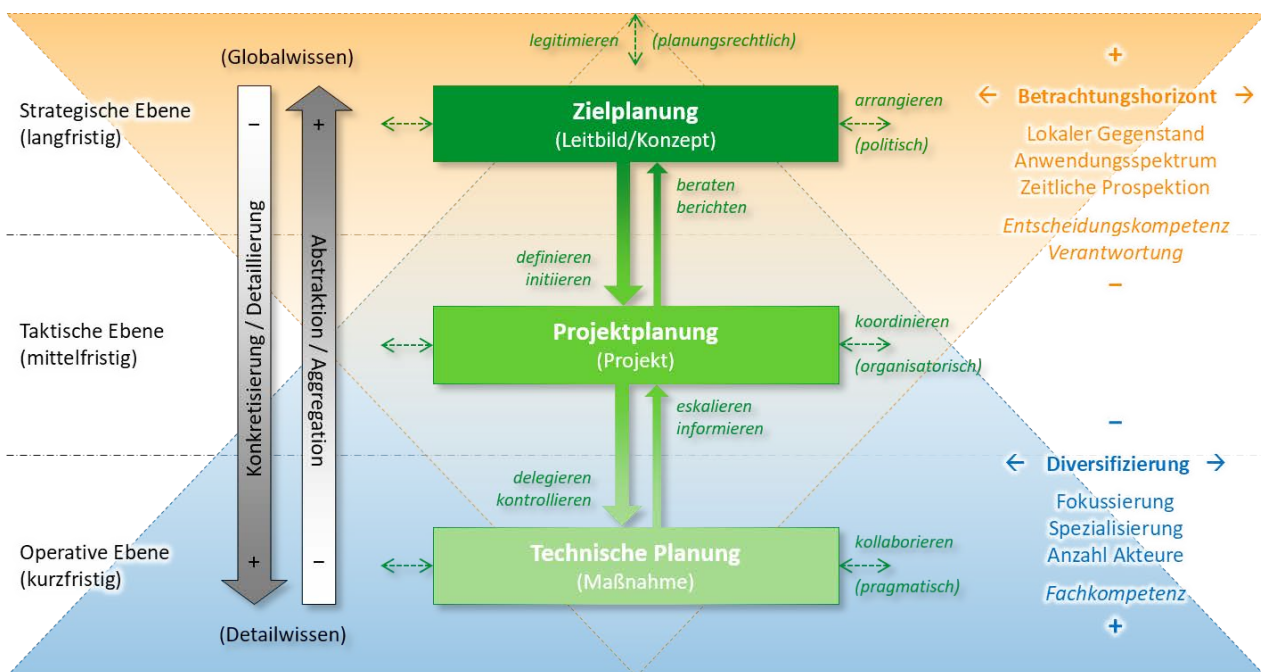 legitimieren
(planungsrechtlich)
(Globalwissen)
Strategische Ebene
(langfristig)
–
+
Zielplanung
(Leitbild/Konzept)
arrangieren
(politisch)
+
Betrachtungshorizont
Lokaler Gegenstand
Anwendungsspektrum
Zeitliche Prospektion
Entscheidungskompetenz
Verantwortung
–
beraten
berichten
definieren
initiieren
Konkretisierung / Detaillierung
Abstraktion / Aggregation
Taktische Ebene
(mittelfristig)
Projektplanung
(Projekt)
koordinieren
(organisatorisch)
eskalieren
informieren
delegieren
kontrollieren
–
Diversifizierung
Fokussierung
Spezialisierung
Anzahl Akteure
Fachkompetenz
+
Operative Ebene
(kurzfristig)
+
–
Technische Planung
(Maßnahme)
kollaborieren
(pragmatisch)
(Detailwissen)